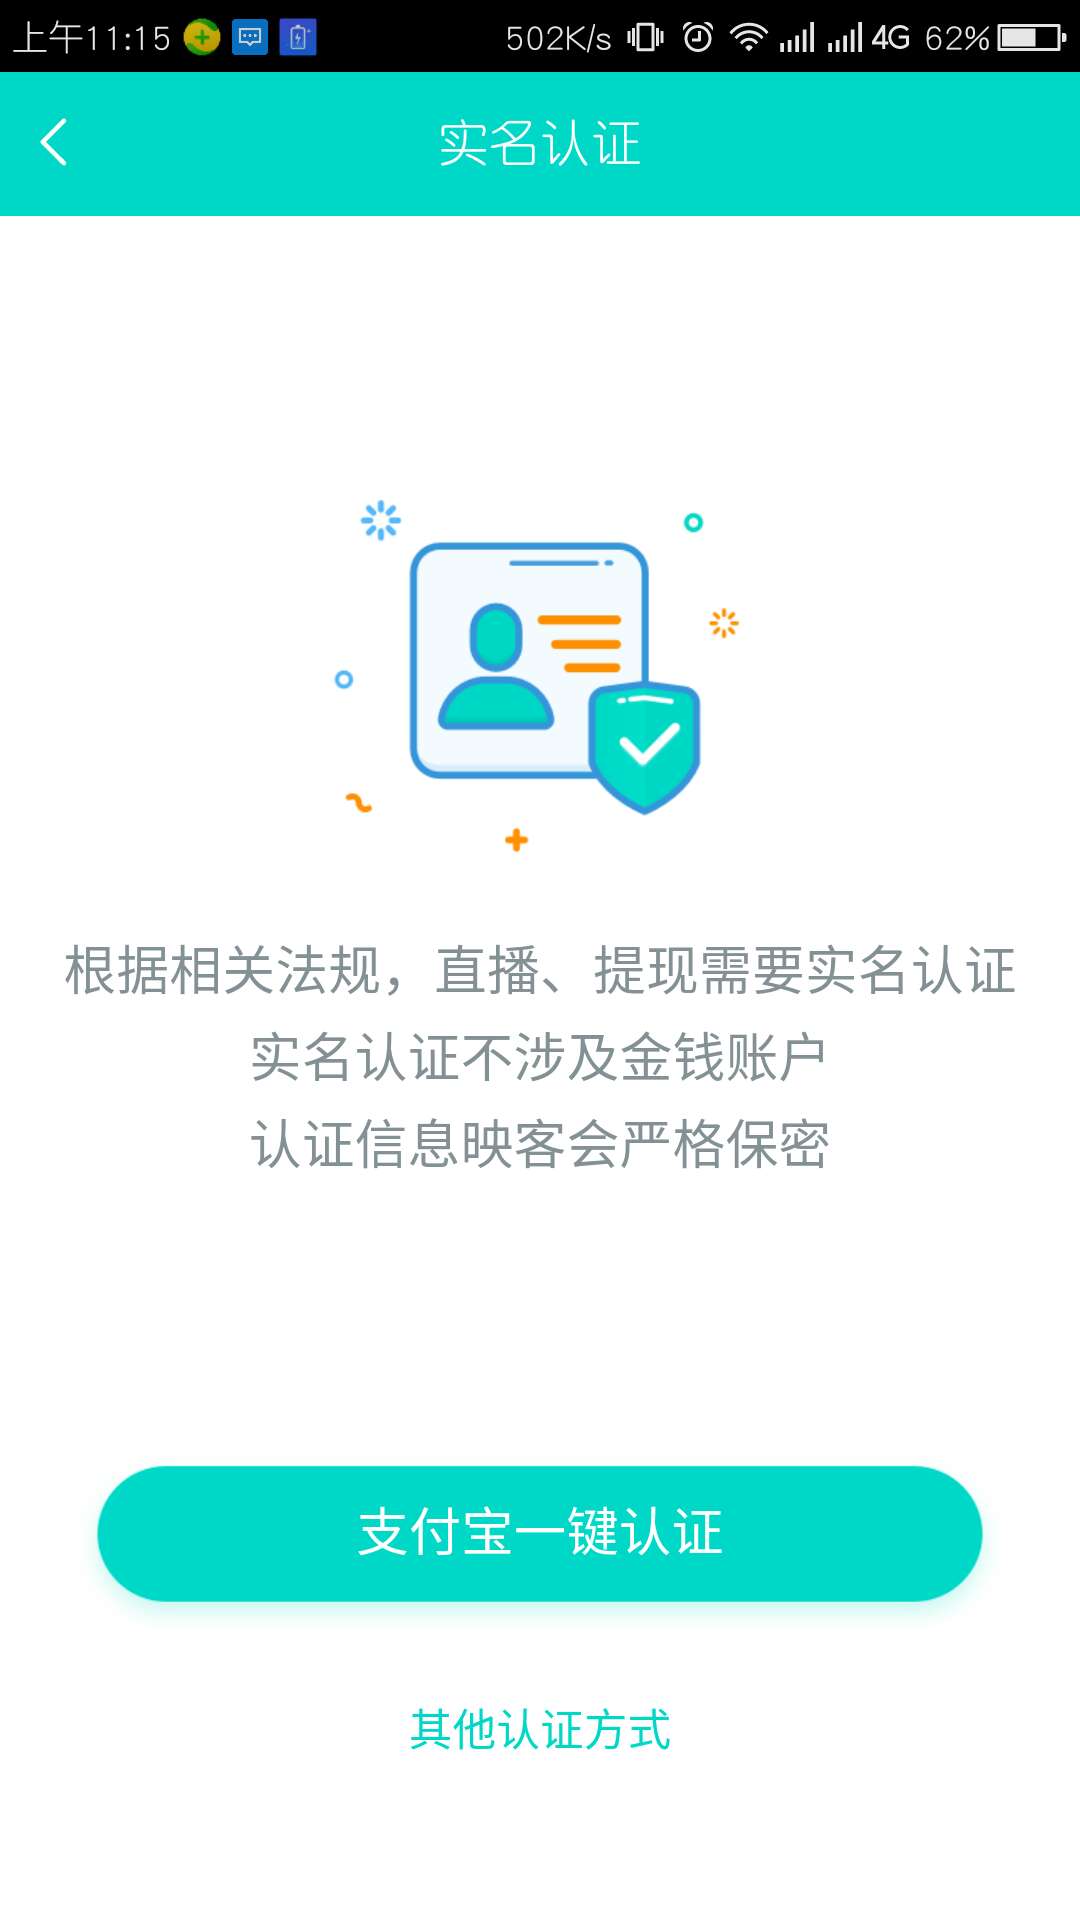 上午11:15 502K/s 4G 62%
实名认证
根据相关法规，直播、提现需要实名认证
实名认证不涉及金钱账户
认证信息映客会严格保密
支付宝一键认证
其他认证方式